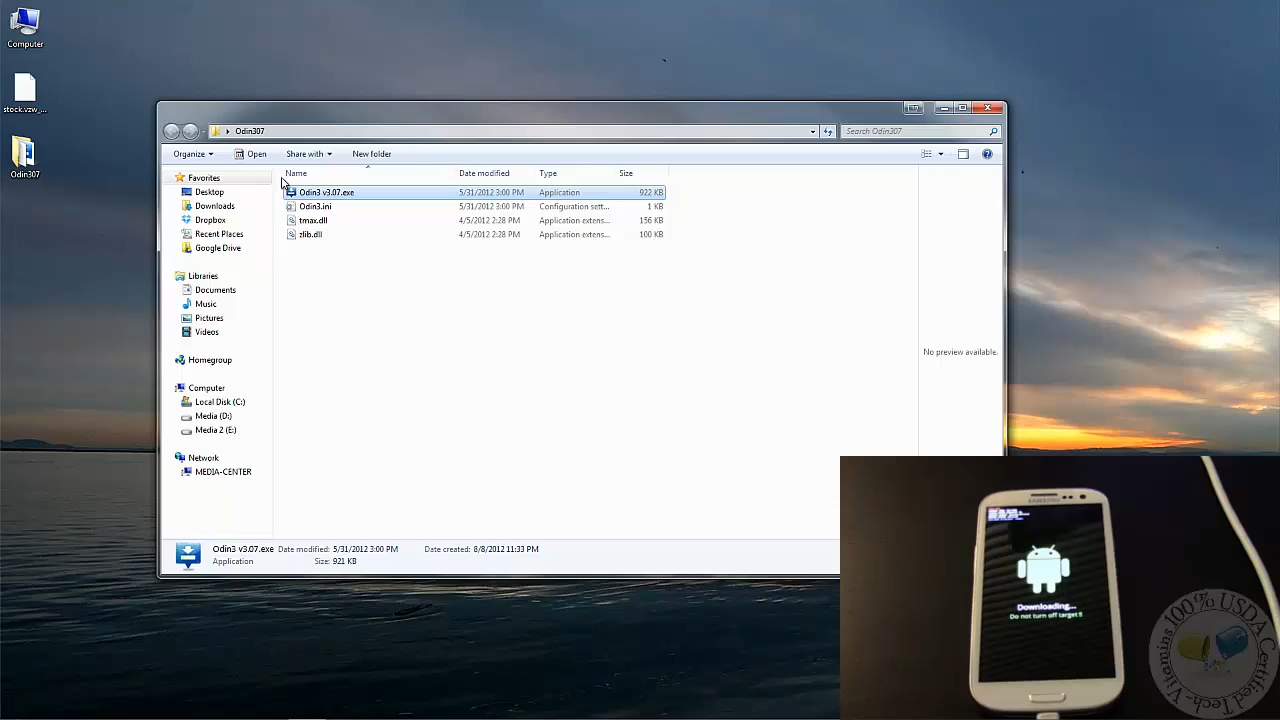 Computer
stock.vzw_...
Odin307
Odin307
Search Odin307
Organize
Open
Share with
New folder
Name
Date modified
Type
Size
Favorites
Desktop
Downloads
Dropbox
Recent Places
Google Drive
Libraries
Documents
Music
Pictures
Videos
Homegroup
Computer
Local Disk (C:)
Media (D:)
Media 2 (E:)
Network
MEDIA-CENTER
Odin3 v3.07.exe 5/31/2012 3:00 PM Application 922 KB
Odin3.ini 5/31/2012 3:00 PM Configuration sett... 1 KB
tmax.dll 4/5/2012 2:28 PM Application extens... 156 KB
zlib.dll 4/5/2012 2:28 PM Application extens... 100 KB
No preview available.
Odin3 v3.07.exe Date modified: 5/31/2012 3:00 PM Date created: 8/8/2012 11:33 PM
Application Size: 921 KB
SAMSUNG
Downloading...
Do not turn off target !!
Vitamins 100% USDA Certified Tech-